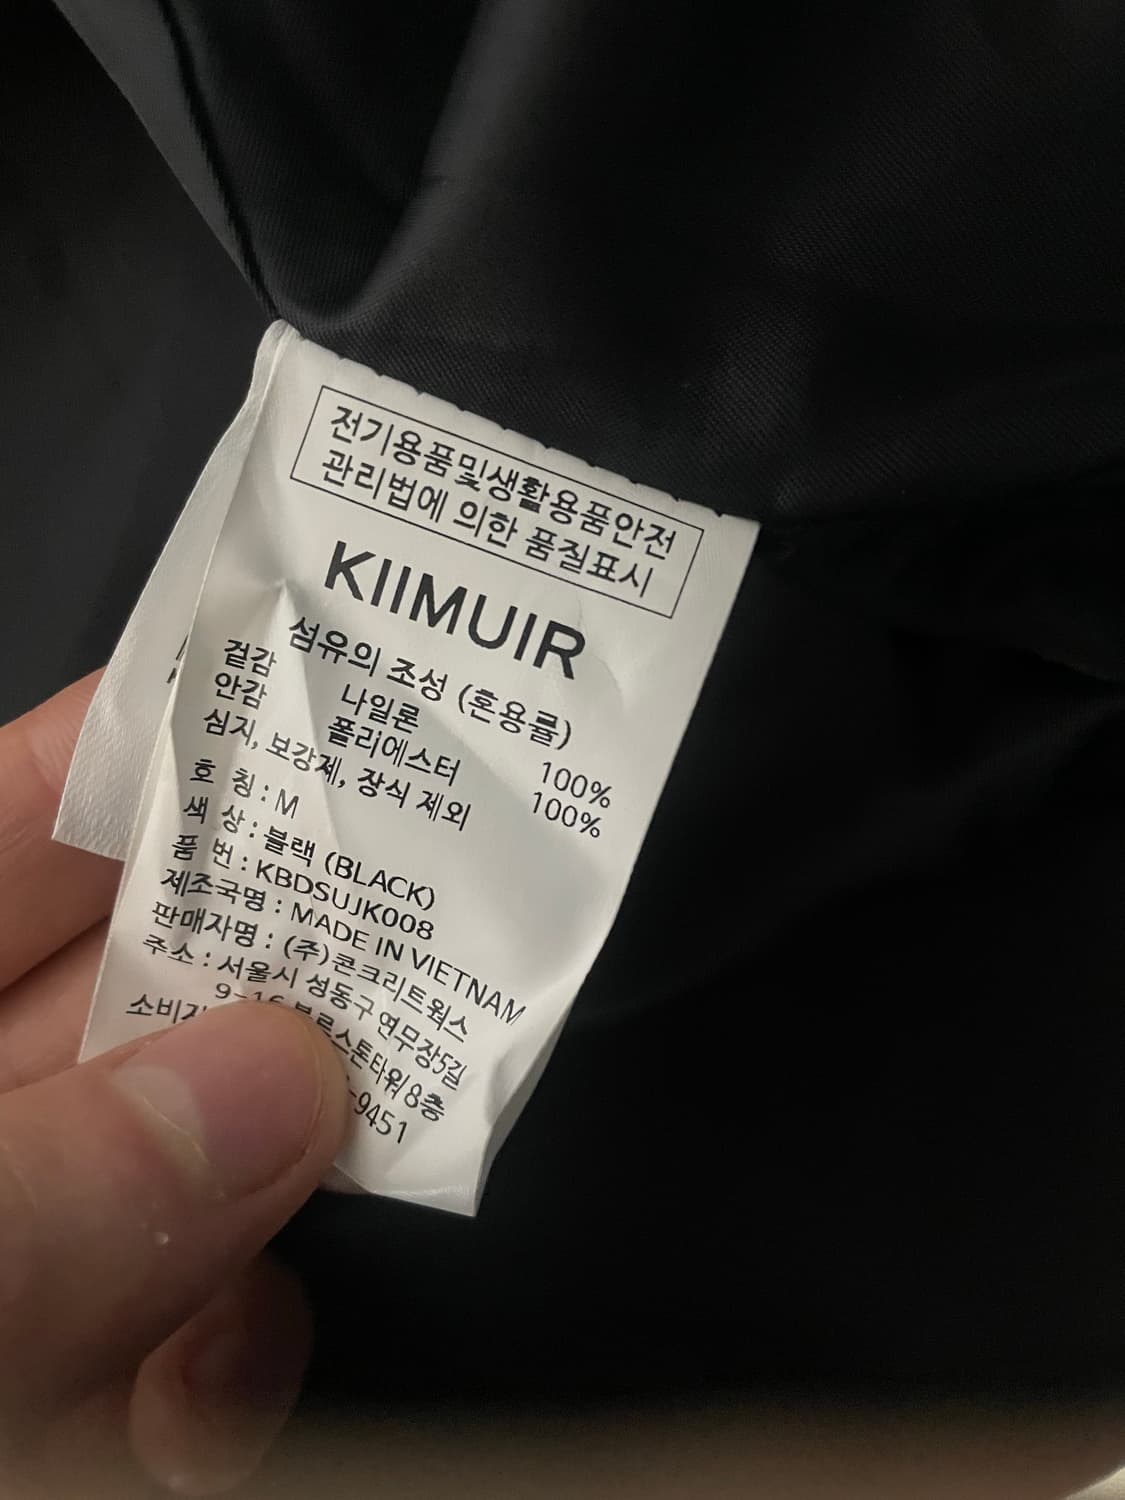 전기용품및생활용품안전
관리법에 의한 품질표시
KIIMUIR
섬유의 조성 (혼용률)
겉감 나일론 100%
안감 폴리에스터 100%
심지, 보강제, 장식 제외
호 칭 : M
색 상 : 블랙 (BLACK)
품 번 : KBDSUJK008
제조국명 : MADE IN VIETNAM
판매자명 : (주)콘크리트웍스
주소 : 서울시 성동구 연무장5길
9-16 블루스톤타워 8층
-9451